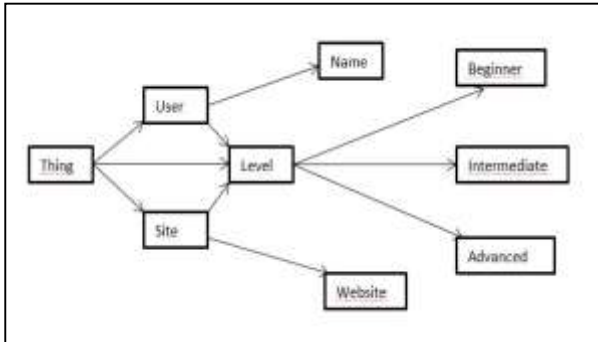 Name
Beginner
User
Thing
Level
Intermediate
Site
Advanced
Website